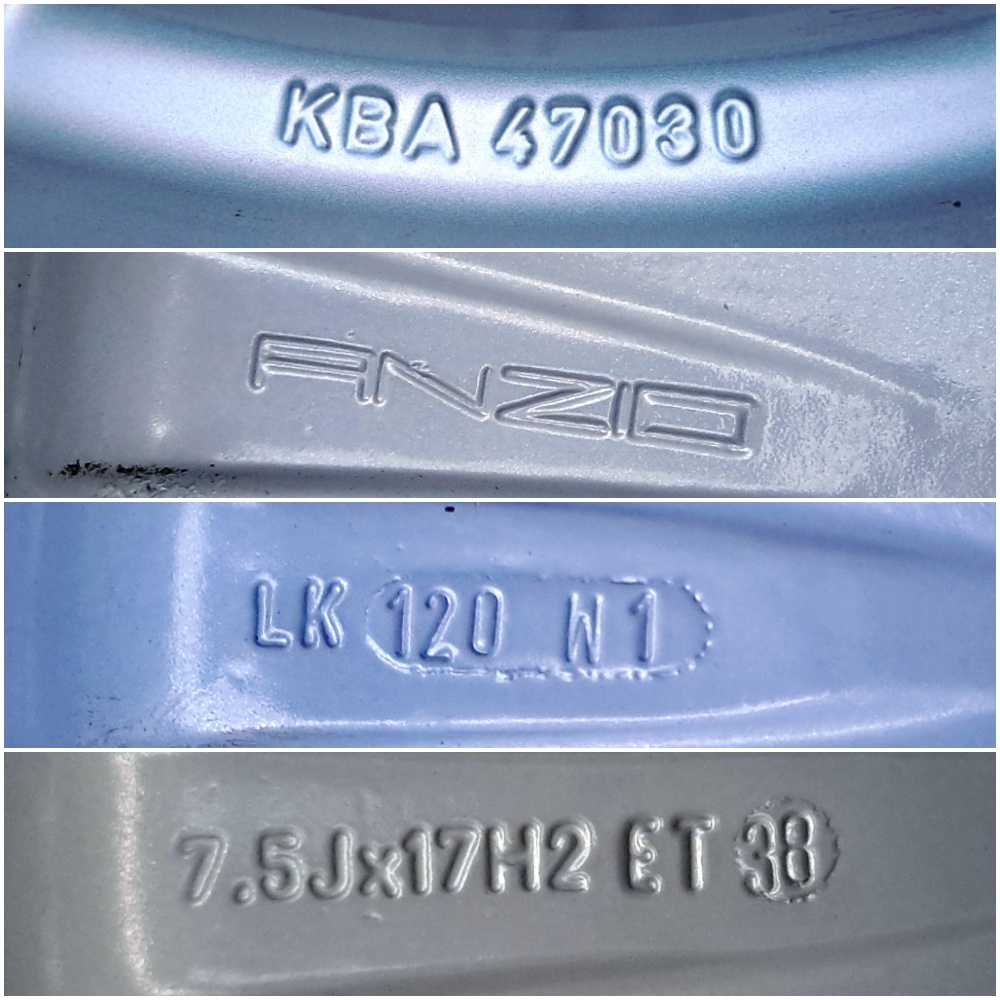 KBA 47030
ANZIO
LK 120 W1
7.5Jx17H2 ET 38